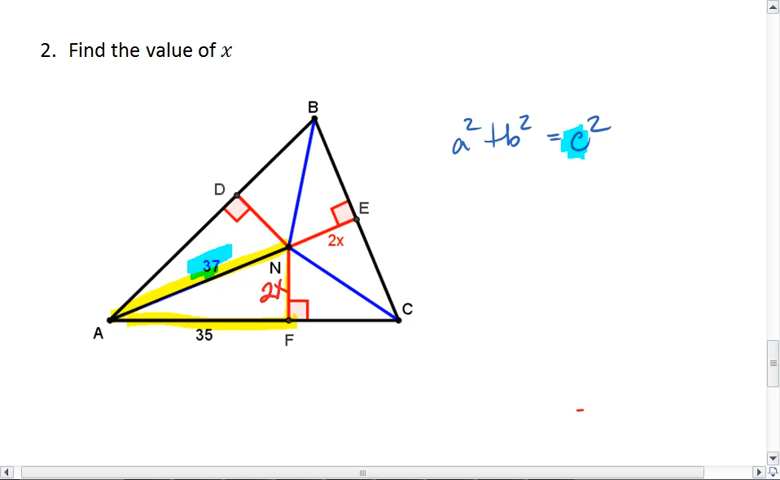 2. Find the value of x
B
a² + b² = c²
D
E
2x
37
N
2x
A
35
F
C